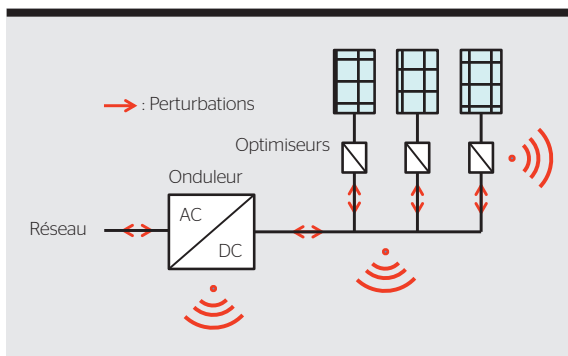 : Perturbations
Optimiseurs
Onduleur
AC
Réseau
DC